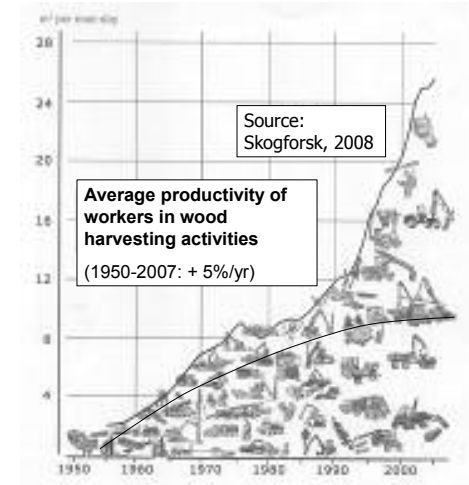 m³ per man-day
28
24
Source:
Skogforsk, 2008
20
Average productivity of
workers in wood
harvesting activities
(1950-2007: + 5%/yr)
16
12
8
4
1950 1960 1970 1980 1990 2000